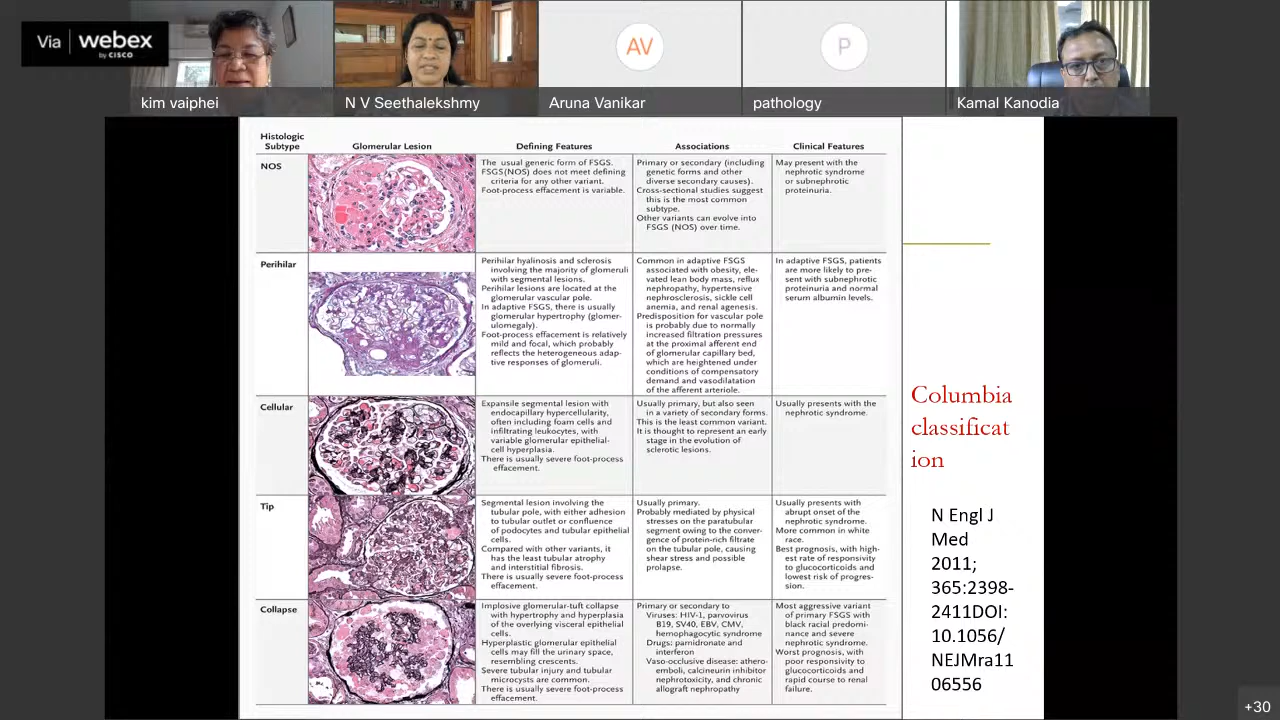 Via webex
by CISCO
AV
P
kim vaiphei
N V Seethalekshmy
Aruna Vanikar
pathology
Kamal Kanodia
Histologic
Subtype
Glomerular Lesion
Defining Features
Associations
Clinical Features
NOS
The usual generic form of FSGS.
FSGS(NOS) does not meet defining
criteria for any other variant.
Foot-process effacement is variable.
Primary or secondary (including
genetic forms and other
diverse secondary causes).
Cross-sectional studies suggest
this is the most common
subtype.
Other variants can evolve into
FSGS (NOS) over time.
May present with the
nephrotic syndrome
or subnephrotic
proteinuria.
Perihilar
Perihilar hyalinosis and sclerosis
involving the majority of glomeruli
with segmental lesions.
Perihilar lesions are located at the
glomerular vascular pole.
In adaptive FSGS, there is usually
glomerular hypertrophy (glomer-
ulomegaly).
Foot-process effacement is relatively
mild and focal, which probably
reflects the heterogeneous adap-
tive responses of glomeruli.
Common in adaptive FSGS
associated with obesity, ele-
vated lean body mass, reflux
nephropathy, hypertensive
nephrosclerosis, sickle cell
anemia, and renal agenesis.
Predisposition for vascular pole
is probably due to normally
increased filtration pressures
at the proximal afferent end
of glomerular capillary bed,
which are heightened under
conditions of compensatory
demand and vasodilatation
of the afferent arteriole.
In adaptive FSGS, patients
are more likely to pre-
sent with subnephrotic
proteinuria and normal
serum albumin levels.
Cellular
Expansile segmental lesion with
endocapillary hypercellularity,
often including foam cells and
infiltrating leukocytes, with
variable glomerular epithelial-
cell hyperplasia.
There is usually severe foot-process
effacement.
Usually primary, but also seen
in a variety of secondary forms.
This is the least common variant.
It is thought to represent an early
stage in the evolution of
sclerotic lesions.
Usually presents with the
nephrotic syndrome.
Tip
Segmental lesion involving the
tubular pole, with either adhesion
to tubular outlet or confluence
of podocytes and tubular epithelial
cells.
Compared with other variants, it
has the least tubular atrophy
and interstitial fibrosis.
There is usually severe foot-process
effacement.
Usually primary.
Probably mediated by physical
stresses on the paratubular
segment owing to the conver-
gence of protein-rich filtrate
on the tubular pole, causing
shear stress and possible
prolapse.
Usually presents with
abrupt onset of the
nephrotic syndrome.
More common in white
race.
Best prognosis, with high-
est rate of responsivity
to glucocorticoids and
lowest risk of progres-
sion.
Collapse
Implosive glomerular-tuft collapse
with hypertrophy and hyperplasia
of the overlying visceral epithelial
cells.
Hyperplastic glomerular epithelial
cells may fill the urinary space,
resembling crescents.
Severe tubular injury and tubular
microcysts are common.
There is usually severe foot-process
effacement.
Primary or secondary to
Viruses: HIV-1, parvovirus
B19, SV40, EBV, CMV,
hemophagocytic syndrome
Drugs: pamidronate and
interferon
Vaso-occlusive disease: athero-
emboli, calcineurin inhibitor
nephrotoxicity, and chronic
allograft nephropathy
Most aggressive variant
of primary FSGS with
black racial predomi-
nance and severe
nephrotic syndrome.
Worst prognosis, with
poor responsivity to
glucocorticoids and
rapid course to renal
failure.
Columbia
classificat
ion
N Engl J
Med
2011;
365:2398-
2411DOI:
10.1056/
NEJMra11
06556
+30